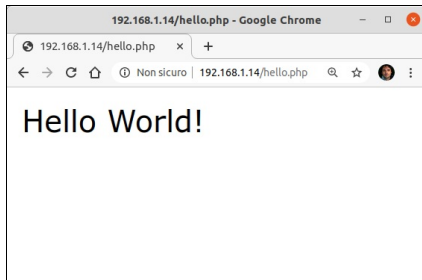 192.168.1.14/hello.php - Google Chrome
192.168.1.14/hello.php
Non sicuro | 192.168.1.14/hello.php
Hello World!